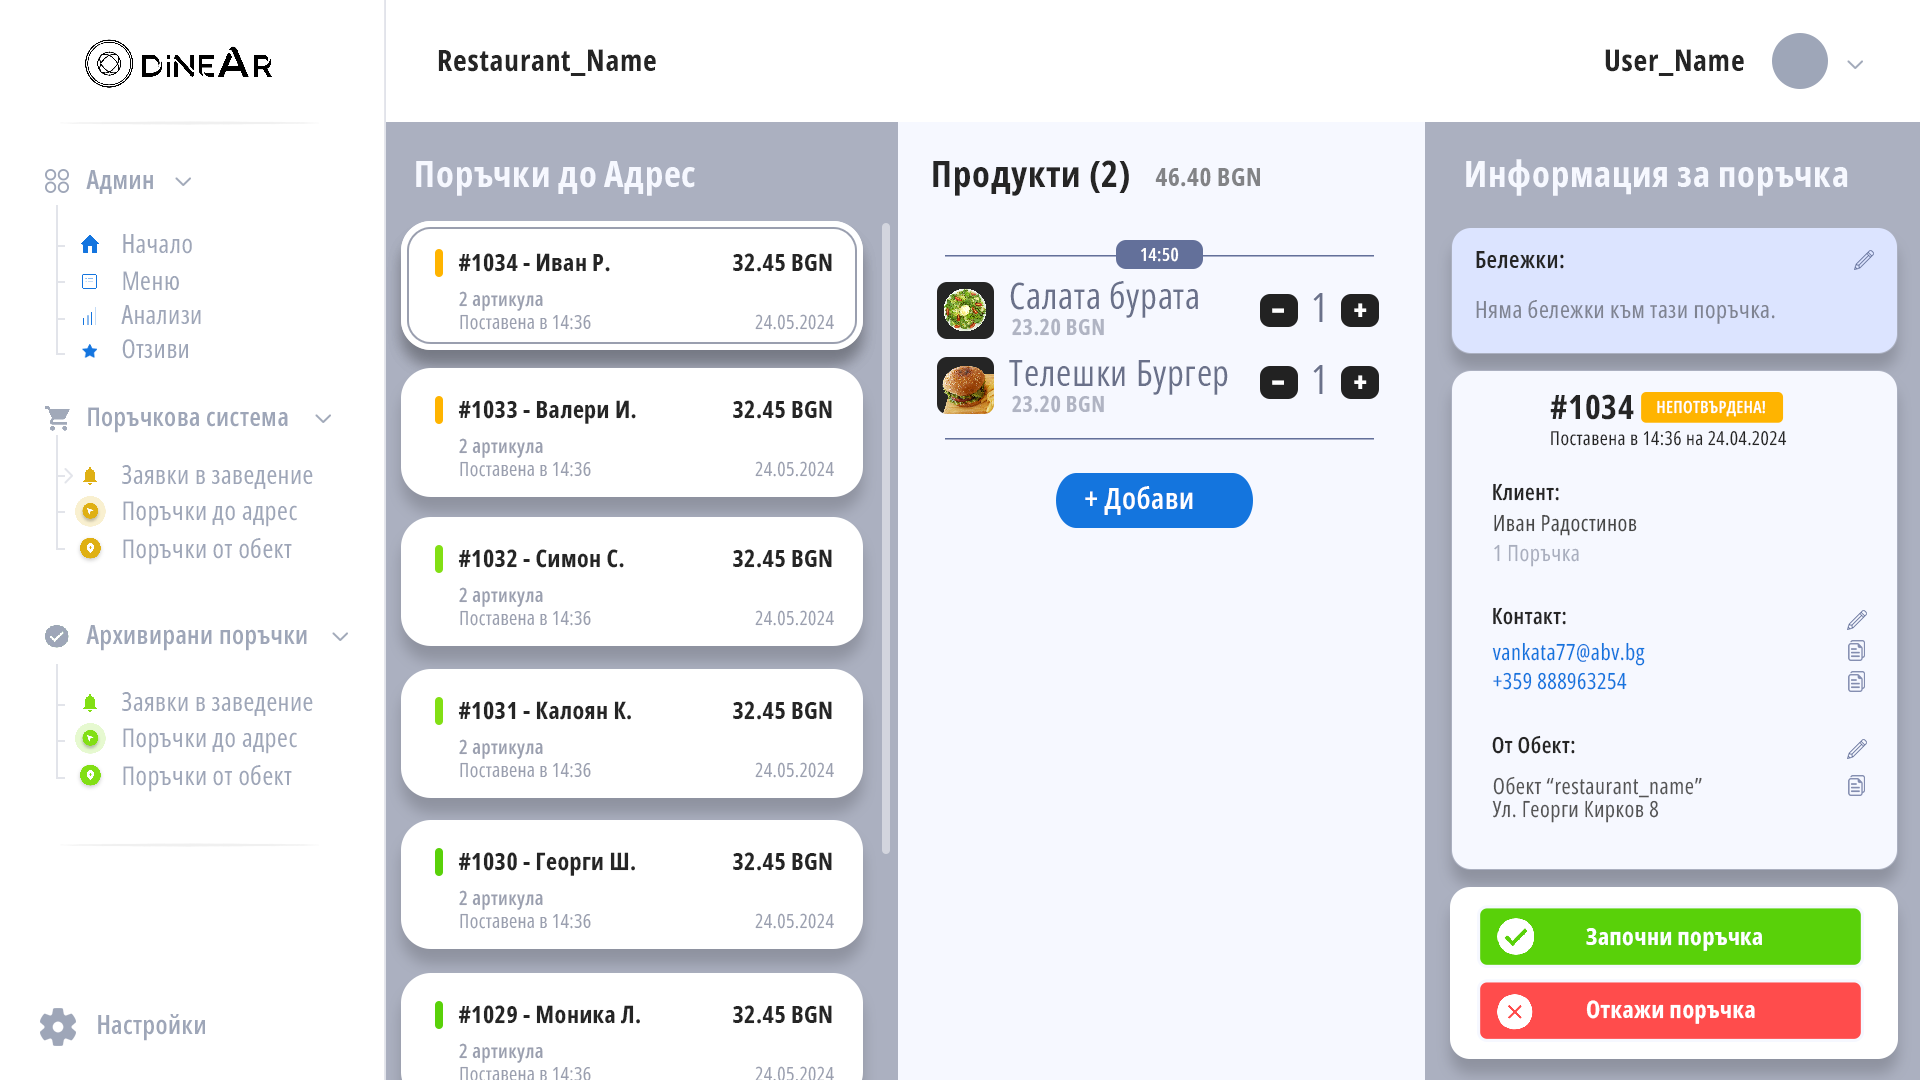 DiNEAR
Restaurant_Name
User_Name
Админ
Начало
Меню
Анализи
Отзиви
Поръчкова система
Заявки в заведение
Поръчки до адрес
Поръчки от обект
Архивирани поръчки
Заявки в заведение
Поръчки до адрес
Поръчки от обект
Настройки
Поръчки до Адрес
#1034 - Иван Р. 32.45 BGN
2 артикула
Поставена в 14:36 24.05.2024
#1033 - Валери И. 32.45 BGN
2 артикула
Поставена в 14:36 24.05.2024
#1032 - Симон С. 32.45 BGN
2 артикула
Поставена в 14:36 24.05.2024
#1031 - Калоян К. 32.45 BGN
2 артикула
Поставена в 14:36 24.05.2024
#1030 - Георги Ш. 32.45 BGN
2 артикула
Поставена в 14:36 24.05.2024
#1029 - Моника Л. 32.45 BGN
2 артикула
Поставена в 14:36 24.05.2024
Продукти (2) 46.40 BGN
14:50
Салата бурата
23.20 BGN
- 1 +
Телешки Бургер
23.20 BGN
- 1 +
+ Добави
Информация за поръчка
Бележки:
Няма бележки към тази поръчка.
#1034 НЕПОТВЪРДЕНА!
Поставена в 14:36 на 24.04.2024
Клиент:
Иван Радостинов
1 Поръчка
Контакт:
vankata77@abv.bg
+359 888963254
От Обект:
Обект “restaurant_name”
Ул. Георги Кирков 8
Започни поръчка
Откажи поръчка